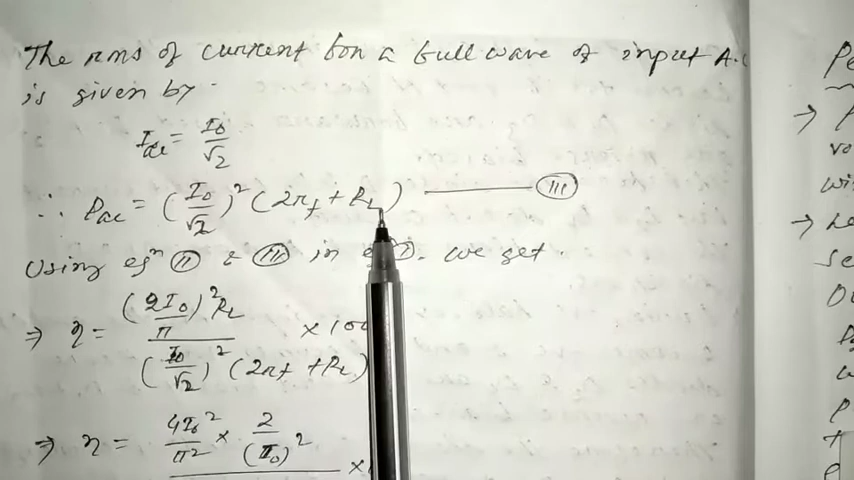 The rms of current for a full wave of input A.C
is given by
I_ac = I₀/√2
∴ P_ac = (I₀/√2)² (2r_f + R_L) —— (III)
Using eqⁿ (II) & (III) in eqⁿ (I), we get.
⇒ η = (2I₀/π)² R_L / (I₀/√2)² (2r_f + R_L) × 100
⇒ η = 4I₀²/π² × 2/(I₀)² ×